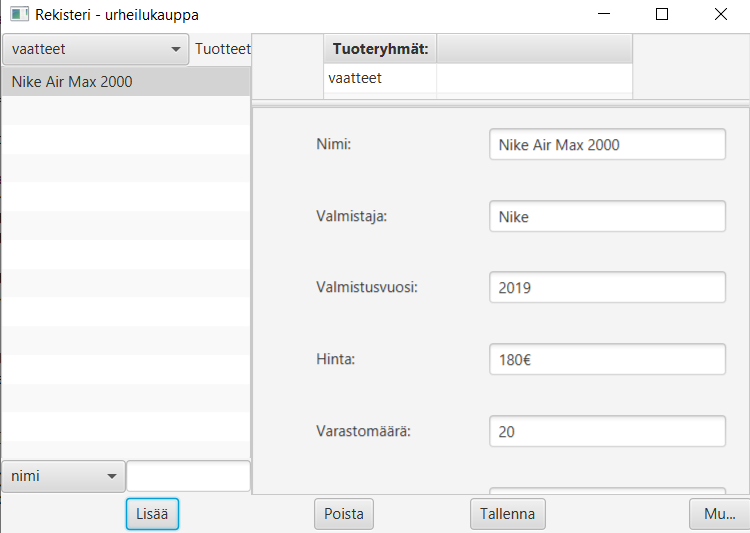 Rekisteri - urheilukauppa
vaatteet Tuotteet
Nike Air Max 2000
Tuoteryhmät:
vaatteet
Nimi: Nike Air Max 2000
Valmistaja: Nike
Valmistusvuosi: 2019
Hinta: 180€
Varastomäärä: 20
nimi
Lisää Poista Tallenna Mu...